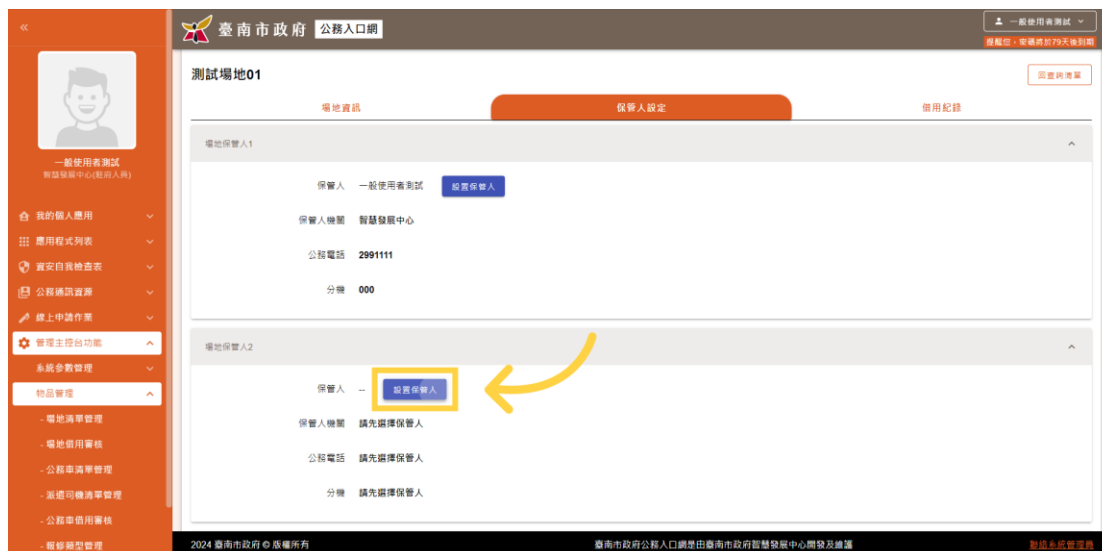 臺南市政府 公務入口網
一般使用者測試
提醒您，密碼將於79天後到期
一般使用者測試
智慧發展中心(駐府人員)
我的個人應用
應用程式列表
資安自我檢查表
公務通訊資源
線上申請作業
管理主控台功能
系統參數管理
物品管理
- 場地清單管理
- 場地借用審核
- 公務車清單管理
- 派遣司機清單管理
- 公務車借用審核
- 報修類型管理
測試場地01
回查詢清單
場地資訊 保管人設定 借用紀錄
場地保管人1
保管人 一般使用者測試 設置保管人
保管人機關 智慧發展中心
公務電話 2991111
分機 000
場地保管人2
保管人 -- 設置保管人
保管人機關 請先選擇保管人
公務電話 請先選擇保管人
分機 請先選擇保管人
2024 臺南市政府 © 版權所有 臺南市政府公務入口網是由臺南市政府智慧發展中心開發及維護 聯絡系統管理員